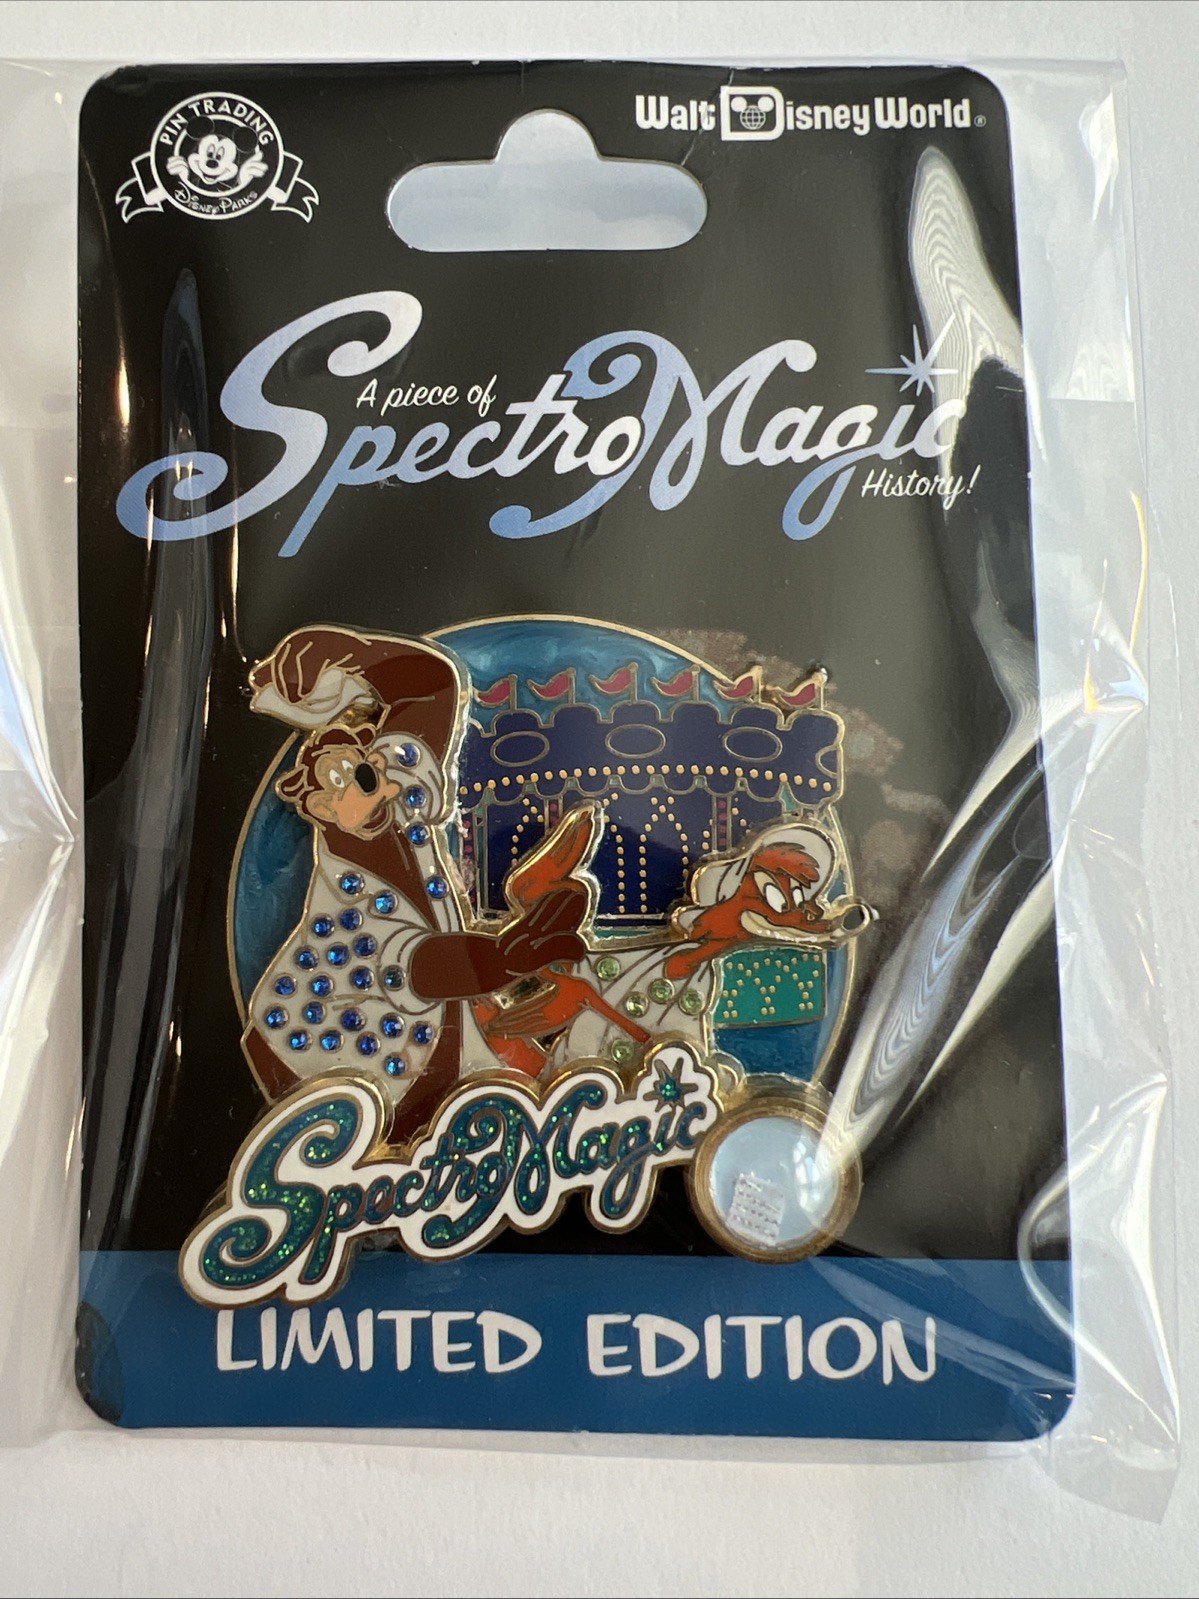 PIN TRADING
DISNEY PARKS
Walt Disney World®
A piece of
SpectroMagic
History!
SpectroMagic
LIMITED EDITION